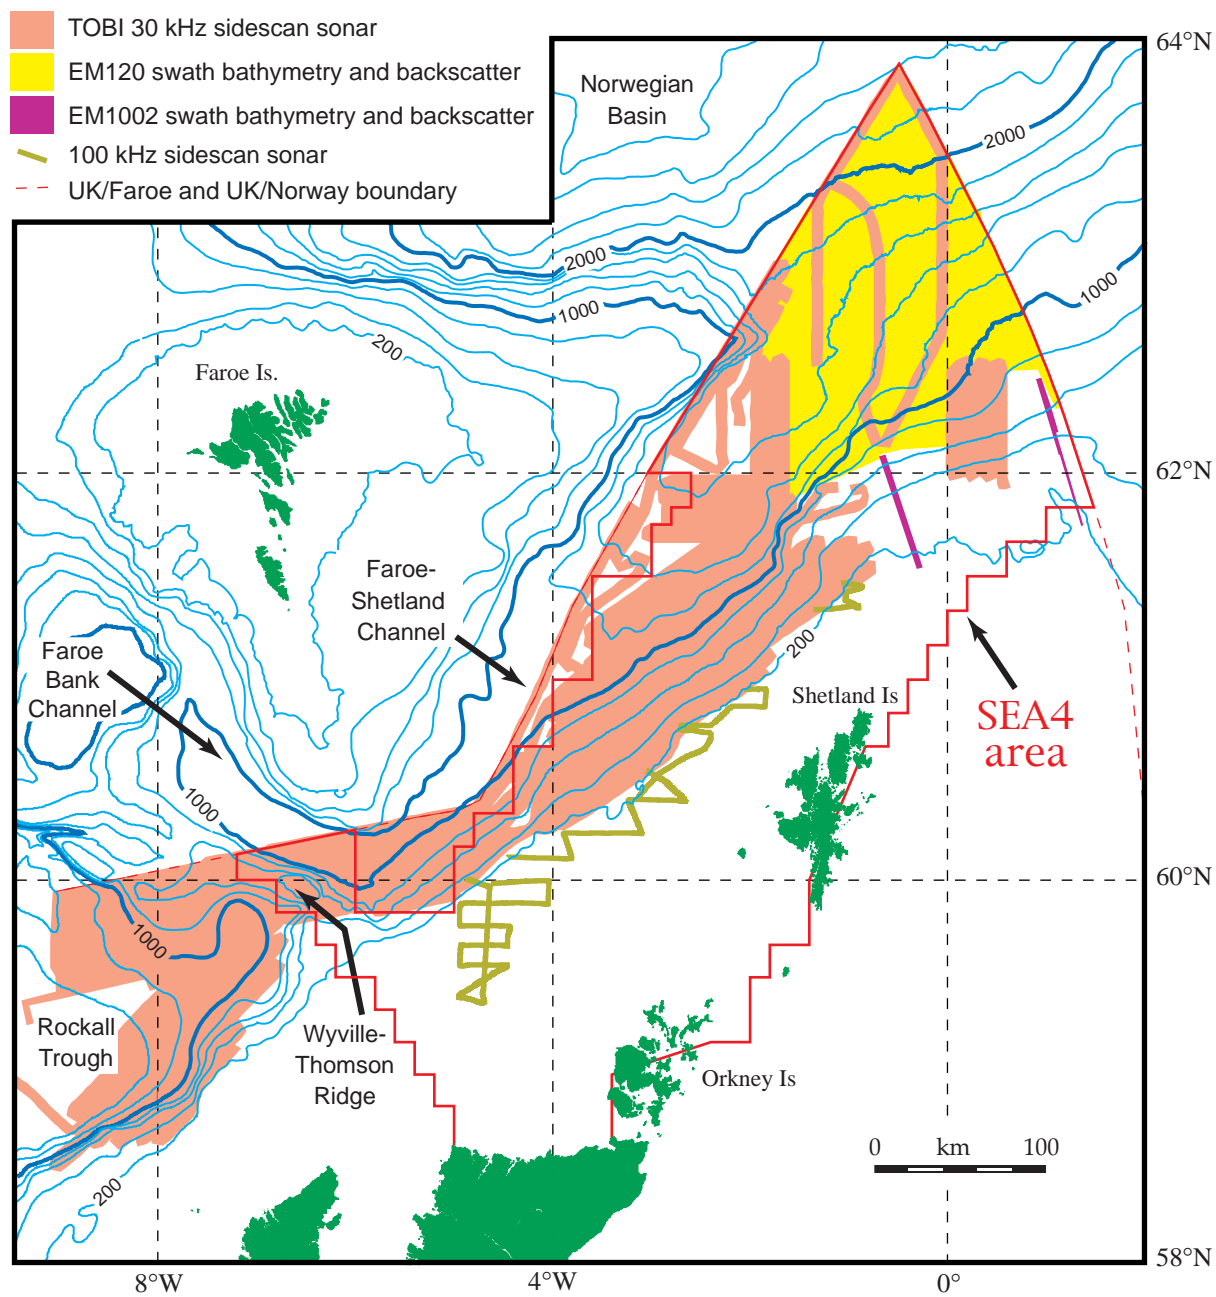 TOBI 30 kHz sidescan sonar
EM120 swath bathymetry and backscatter
EM1002 swath bathymetry and backscatter
100 kHz sidescan sonar
UK/Faroe and UK/Norway boundary
Norwegian
Basin
64°N
2000
2000
1000
1000
200
Faroe Is.
62°N
Faroe-
Shetland
Channel
Faroe
Bank
Channel
200
Shetland Is
SEA4
area
1000
60°N
1000
Rockall
Trough
Wyville-
Thomson
Ridge
Orkney Is
0 km 100
200
58°N
8°W
4°W
0°